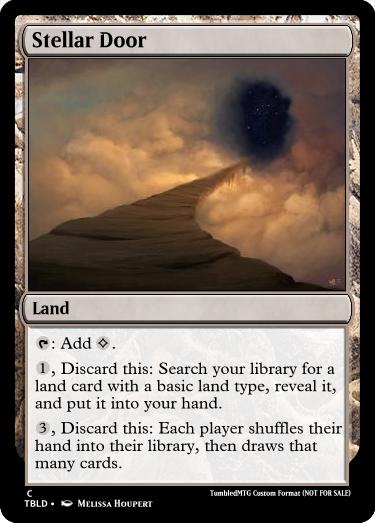 Stellar Door
Land
: Add .
1, Discard this: Search your library for a
land card with a basic land type, reveal it,
and put it into your hand.
3, Discard this: Each player shuffles their
hand into their library, then draws that
many cards.
C
TBLD • Melissa Houpert
TumbledMTG Custom Format (NOT FOR SALE)